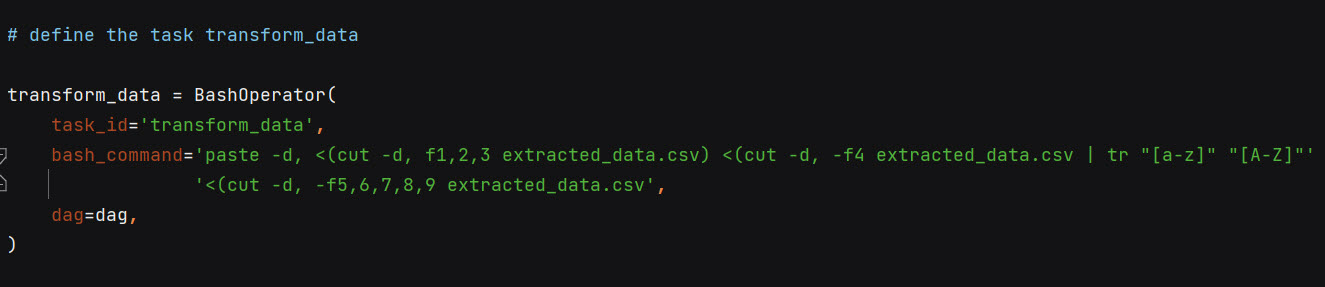 # define the task transform_data
transform_data = BashOperator(
    task_id='transform_data',
    bash_command='paste -d, <(cut -d, f1,2,3 extracted_data.csv) <(cut -d, -f4 extracted_data.csv | tr "[a-z]" "[A-Z]"'
                 '<(cut -d, -f5,6,7,8,9 extracted_data.csv',
    dag=dag,
)